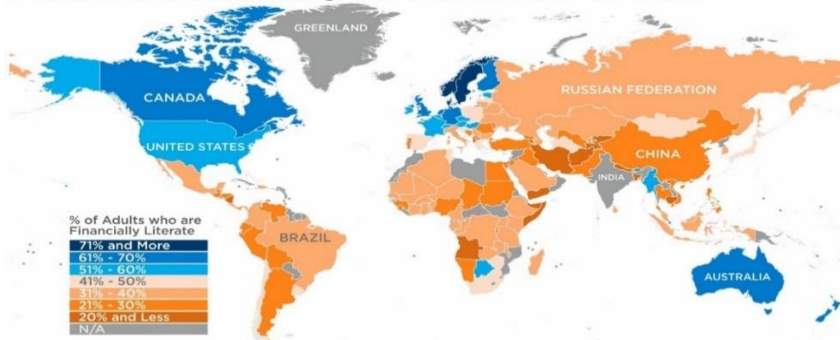 GREENLAND
CANADA
RUSSIAN FEDERATION
UNITED STATES
CHINA
INDIA
% of Adults who are
Financially Literate
71% and More
61% - 70%
51% - 60%
41% - 50%
31% - 40%
21% - 30%
20% and Less
N/A
BRAZIL
AUSTRALIA